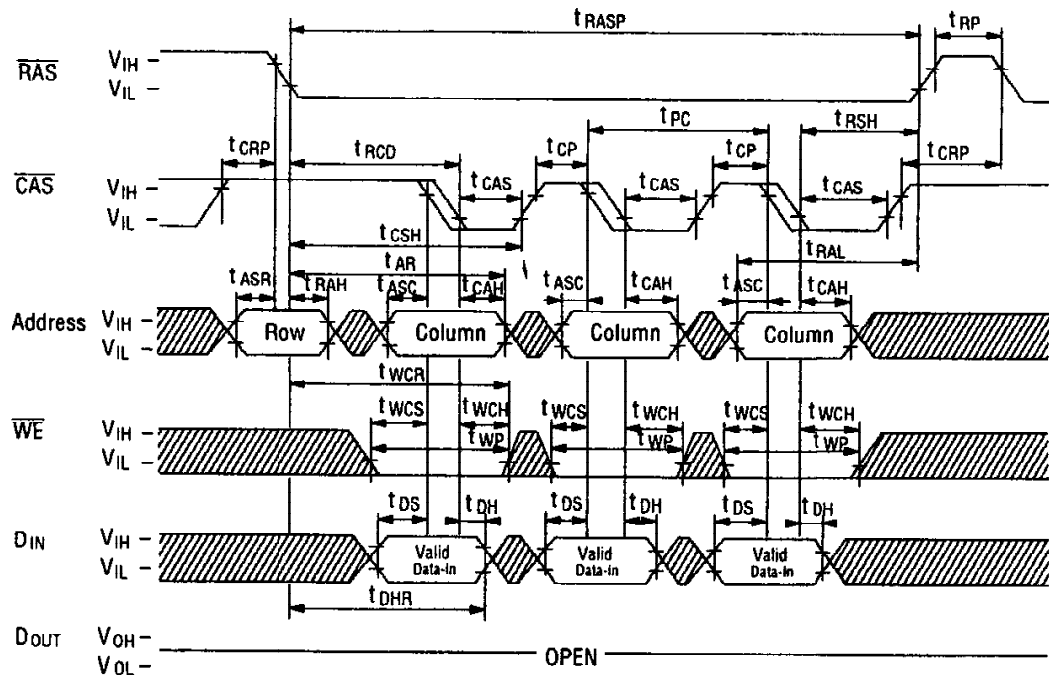 tRASP tRP
RAS VIH –
VIL –
tPC tRSH
tCRP tRCD tCP tCP tCRP
CAS VIH –
VIL –
tCAS tCAS tCAS
tCSH
tAR tRAL
tASR tRAH tASC tCAH tASC tCAH tASC tCAH
Address VIH –
VIL –
Row Column Column Column
tWCR
tWCS tWCH tWCS tWCH tWCS tWCH
WE VIH –
VIL –
tWP tWP tWP
tDS tDH tDS tDH tDS tDH
DIN VIH –
VIL –
Valid Data-In Valid Data-In Valid Data-In
tDHR
DOUT VOH –
VOL –
OPEN